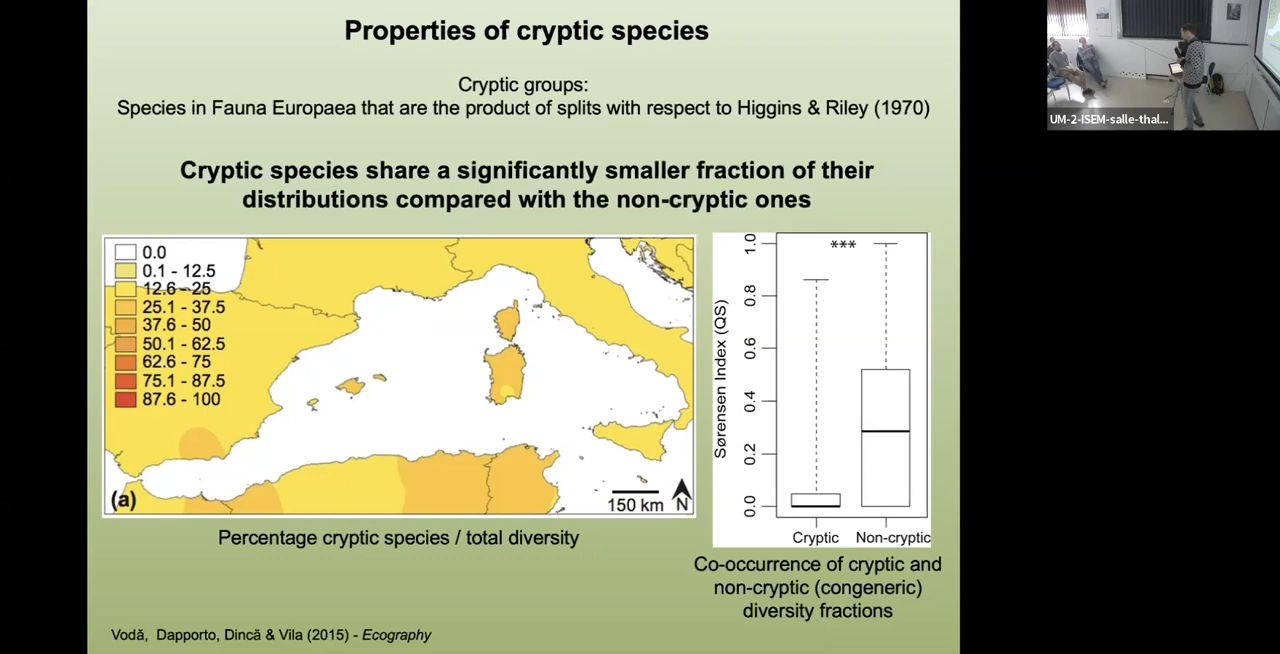 Properties of cryptic species
Cryptic groups:
Species in Fauna Europaea that are the product of splits with respect to Higgins & Riley (1970)
Cryptic species share a significantly smaller fraction of their
distributions compared with the non-cryptic ones
0.0
0.1 - 12.5
12.6 - 25
25.1 - 37.5
37.6 - 50
50.1 - 62.5
62.6 - 75
75.1 - 87.5
87.6 - 100
(a)
150 km
N
Percentage cryptic species / total diversity
Sørensen Index (QS)
1.0
0.8
0.6
0.4
0.2
0.0
***
Cryptic
Non-cryptic
Co-occurrence of cryptic and
non-cryptic (congeneric)
diversity fractions
Vodă, Dapporto, Dincă & Vila (2015) - Ecography
UM-2-ISEM-salle-thal...